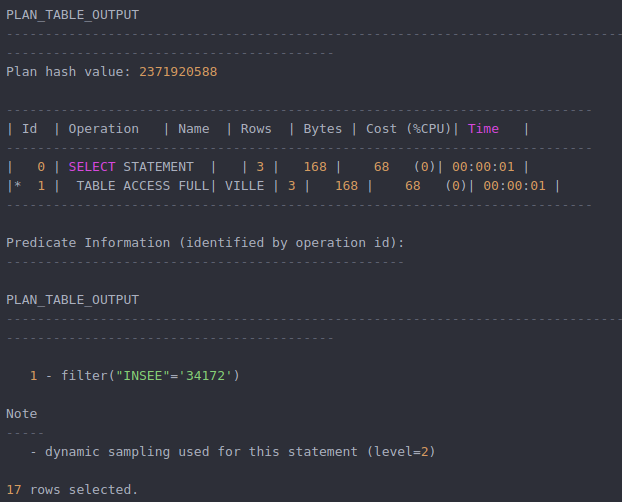 PLAN_TABLE_OUTPUT
--------------------------------------------------------------------------------
------------------------------------------
Plan hash value: 2371920588

---------------------------------------------------------------------------
| Id  | Operation   | Name  | Rows  | Bytes | Cost (%CPU)| Time   |
---------------------------------------------------------------------------
|   0 | SELECT STATEMENT  |   | 3 |   168 |    68   (0)| 00:00:01 |
|*  1 |  TABLE ACCESS FULL| VILLE | 3 |   168 |    68   (0)| 00:00:01 |
---------------------------------------------------------------------------

Predicate Information (identified by operation id):
---------------------------------------------------

PLAN_TABLE_OUTPUT
--------------------------------------------------------------------------------
------------------------------------------

   1 - filter("INSEE"='34172')

Note
-----
   - dynamic sampling used for this statement (level=2)

17 rows selected.